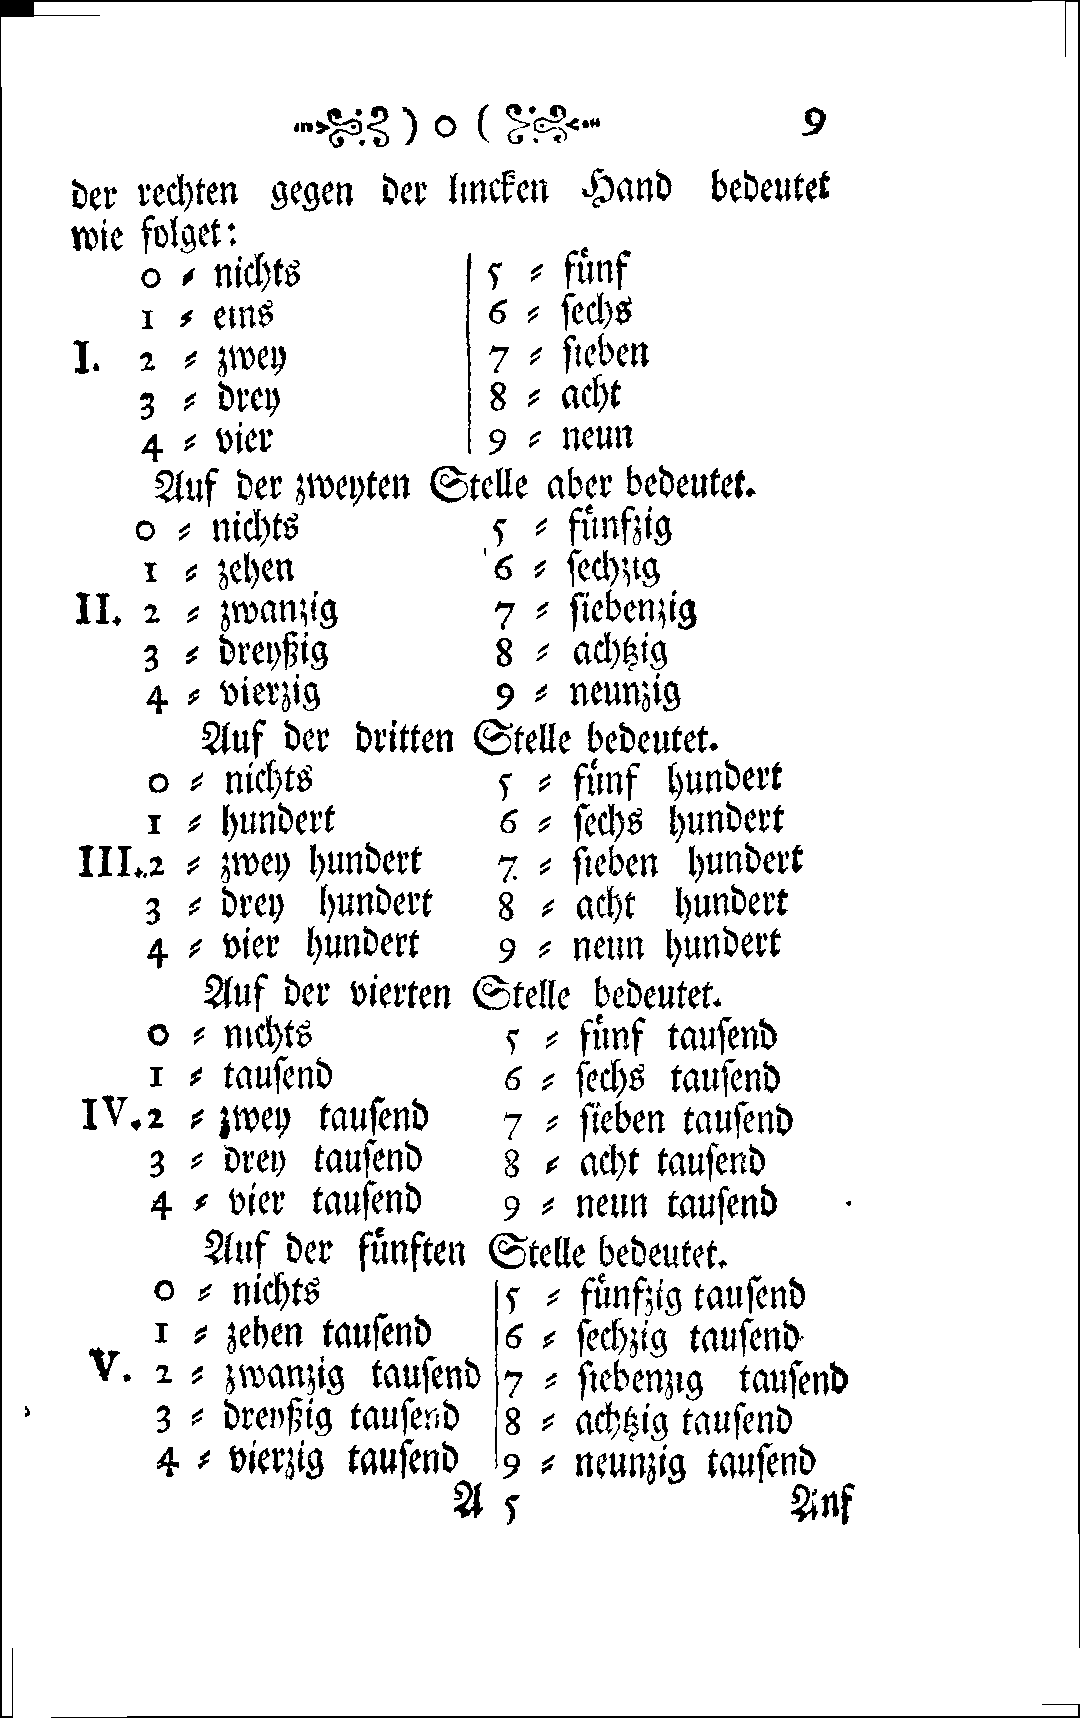 ) o ( 9
der rechten gegen der lincken Hand bedeutet
wie folget:
0 ⸗ nichts 5 ⸗ fünf
1 ⸗ eins 6 ⸗ sechs
I. 2 ⸗ zwey 7 ⸗ sieben
3 ⸗ drey 8 ⸗ acht
4 ⸗ vier 9 ⸗ neun
Auf der zweyten Stelle aber bedeutet.
0 ⸗ nichts 5 ⸗ fünfzig
1 ⸗ zehen 6 ⸗ sechzig
II. 2 ⸗ zwanzig 7 ⸗ siebenzig
3 ⸗ dreyßig 8 ⸗ achtzig
4 ⸗ vierzig 9 ⸗ neunzig
Auf der dritten Stelle bedeutet.
0 ⸗ nichts 5 ⸗ fünf hundert
1 ⸗ hundert 6 ⸗ sechs hundert
III. 2 ⸗ zwey hundert 7 ⸗ sieben hundert
3 ⸗ drey hundert 8 ⸗ acht hundert
4 ⸗ vier hundert 9 ⸗ neun hundert
Auf der vierten Stelle bedeutet.
0 ⸗ nichts 5 ⸗ fünf tausend
1 ⸗ tausend 6 ⸗ sechs tausend
IV. 2 ⸗ zwey tausend 7 ⸗ sieben tausend
3 ⸗ drey tausend 8 ⸗ acht tausend
4 ⸗ vier tausend 9 ⸗ neun tausend
Auf der fünften Stelle bedeutet.
0 ⸗ nichts 5 ⸗ fünfzig tausend
1 ⸗ zehen tausend 6 ⸗ sechzig tausend
V. 2 ⸗ zwanzig tausend 7 ⸗ siebenzig tausend
3 ⸗ dreyßig tausend 8 ⸗ achtzig tausend
4 ⸗ vierzig tausend 9 ⸗ neunzig tausend
A 5 Auf